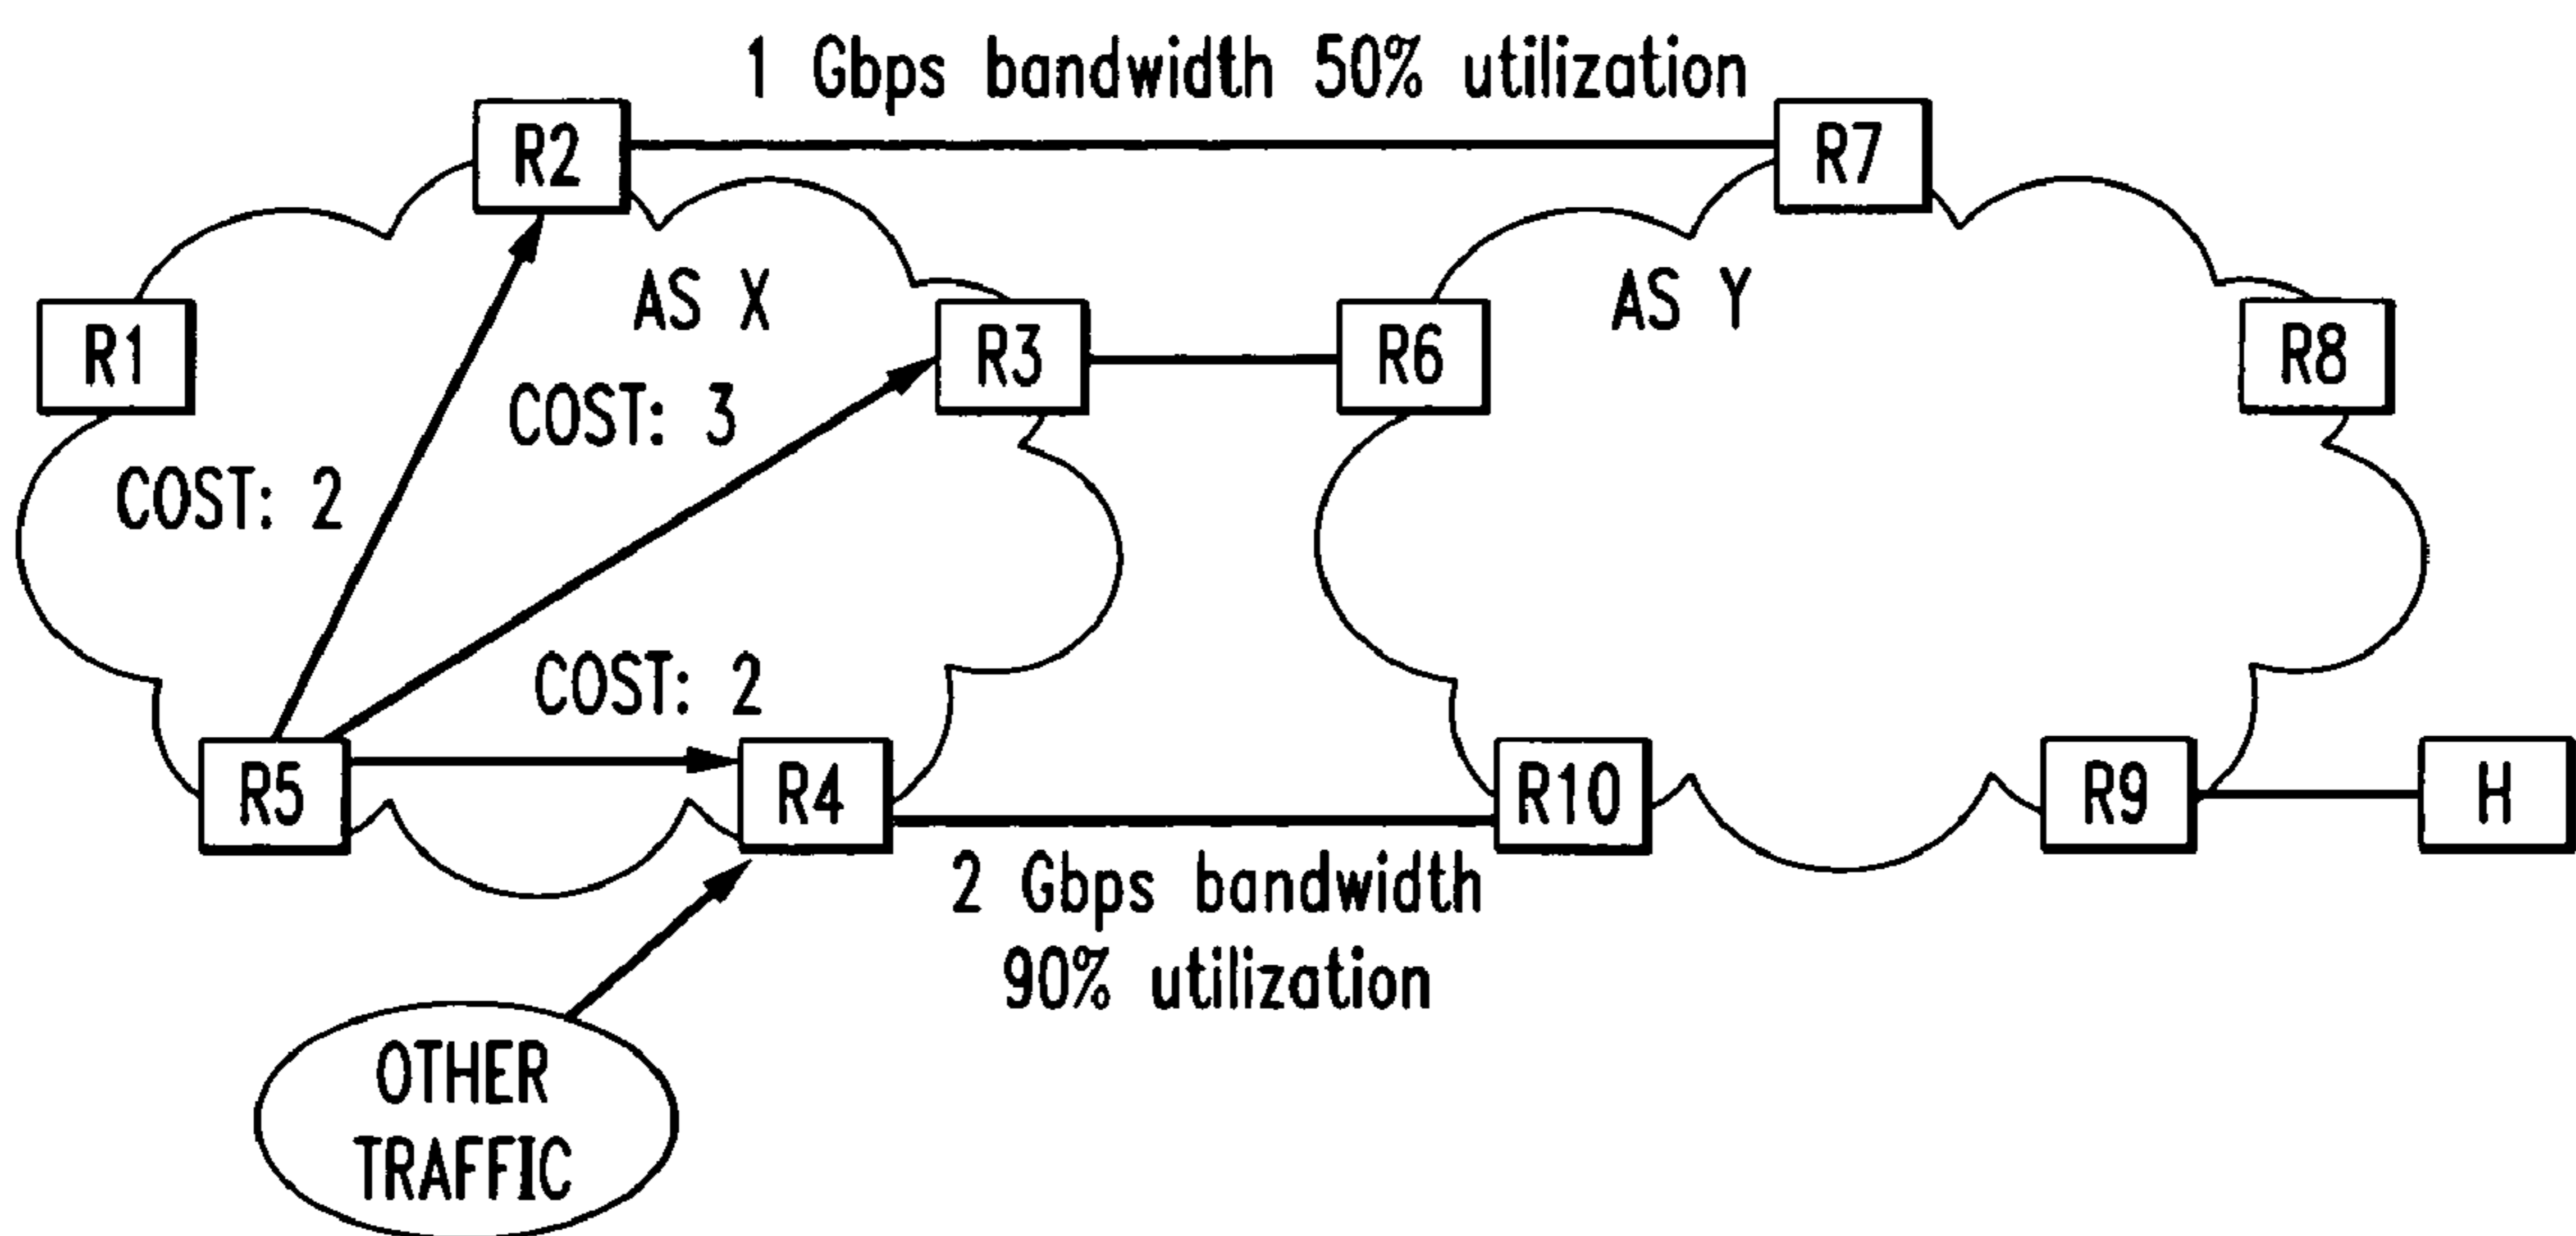 1 Gbps bandwidth 50% utilization
R2
R7
AS X
AS Y
R1
R3
R6
R8
COST: 3
COST: 2
COST: 2
R5
R4
R10
R9
H
2 Gbps bandwidth
90% utilization
OTHER
TRAFFIC